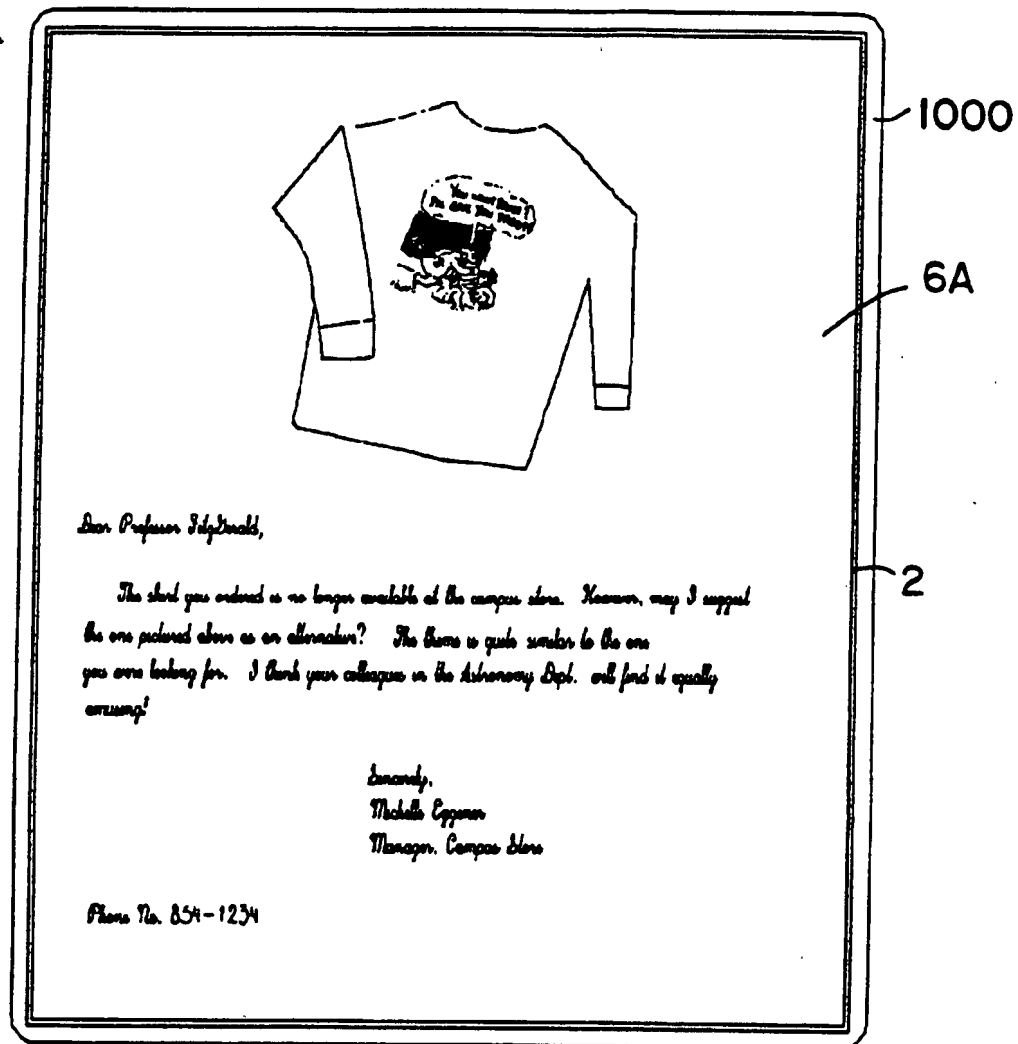 1000
6A
2
Dear Professor FitzGerald,
The shirt you ordered is no longer available at the campus store. However, may I suggest
the one pictured above as an alternative? The theme is quite similar to the one
you were looking for. I think your colleagues in the Astronomy Dept. will find it equally
amusing!
Sincerely,
Michelle Eggener
Manager, Campus Store
Phone No. 854-1234